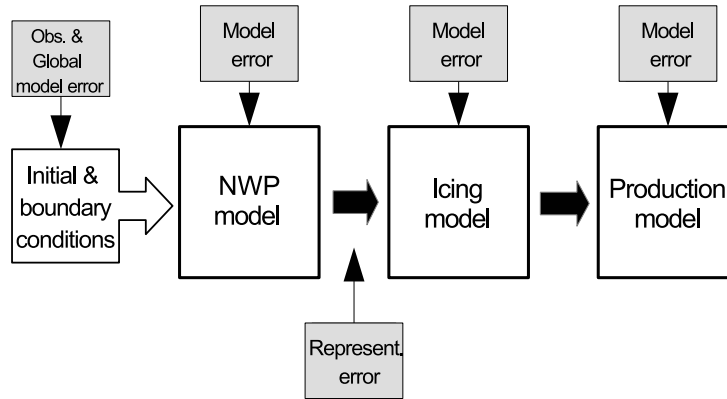 Obs. &
Global
model error
Model
error
Model
error
Model
error
Initial &
boundary
conditions
NWP
model
Icing
model
Production
model
Represent.
error